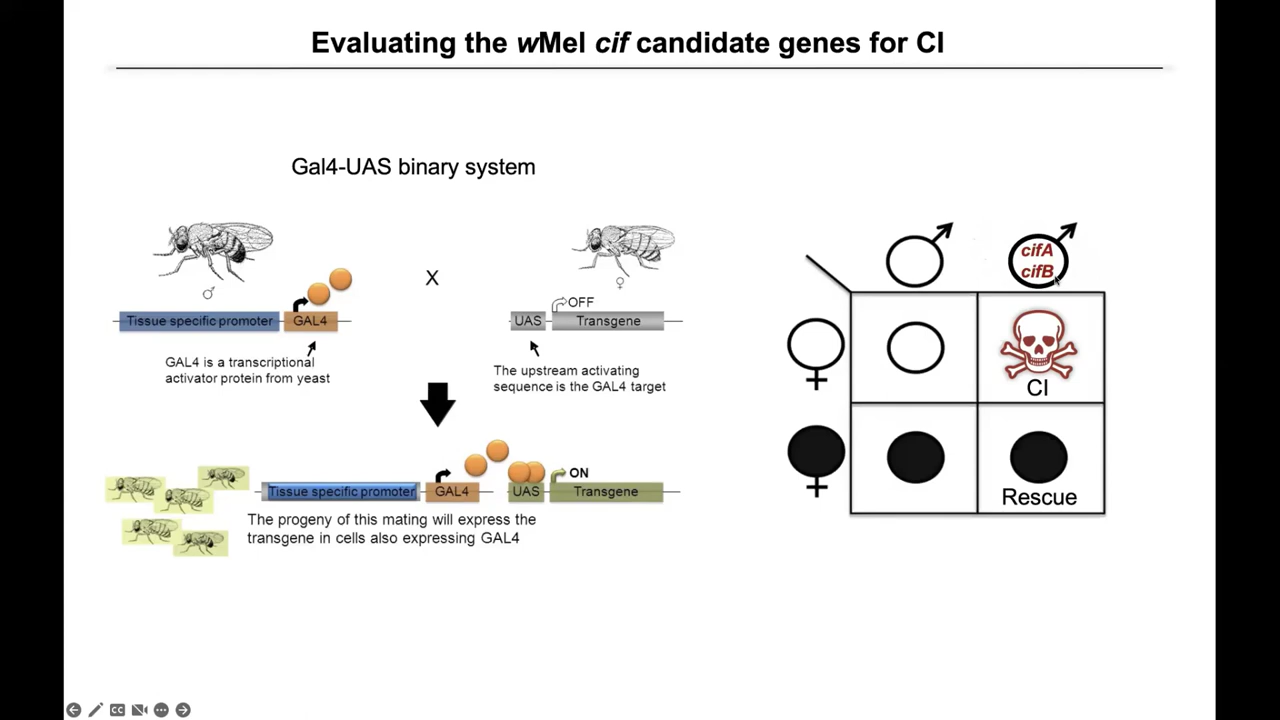 Evaluating the wMel cif candidate genes for CI
Gal4-UAS binary system
♂
X
♀
OFF
Tissue specific promoter
GAL4
UAS
Transgene
GAL4 is a transcriptional
activator protein from yeast
The upstream activating
sequence is the GAL4 target
ON
Tissue specific promoter
GAL4
UAS
Transgene
The progeny of this mating will express the
transgene in cells also expressing GAL4
cifA
cifB
CI
Rescue
CC